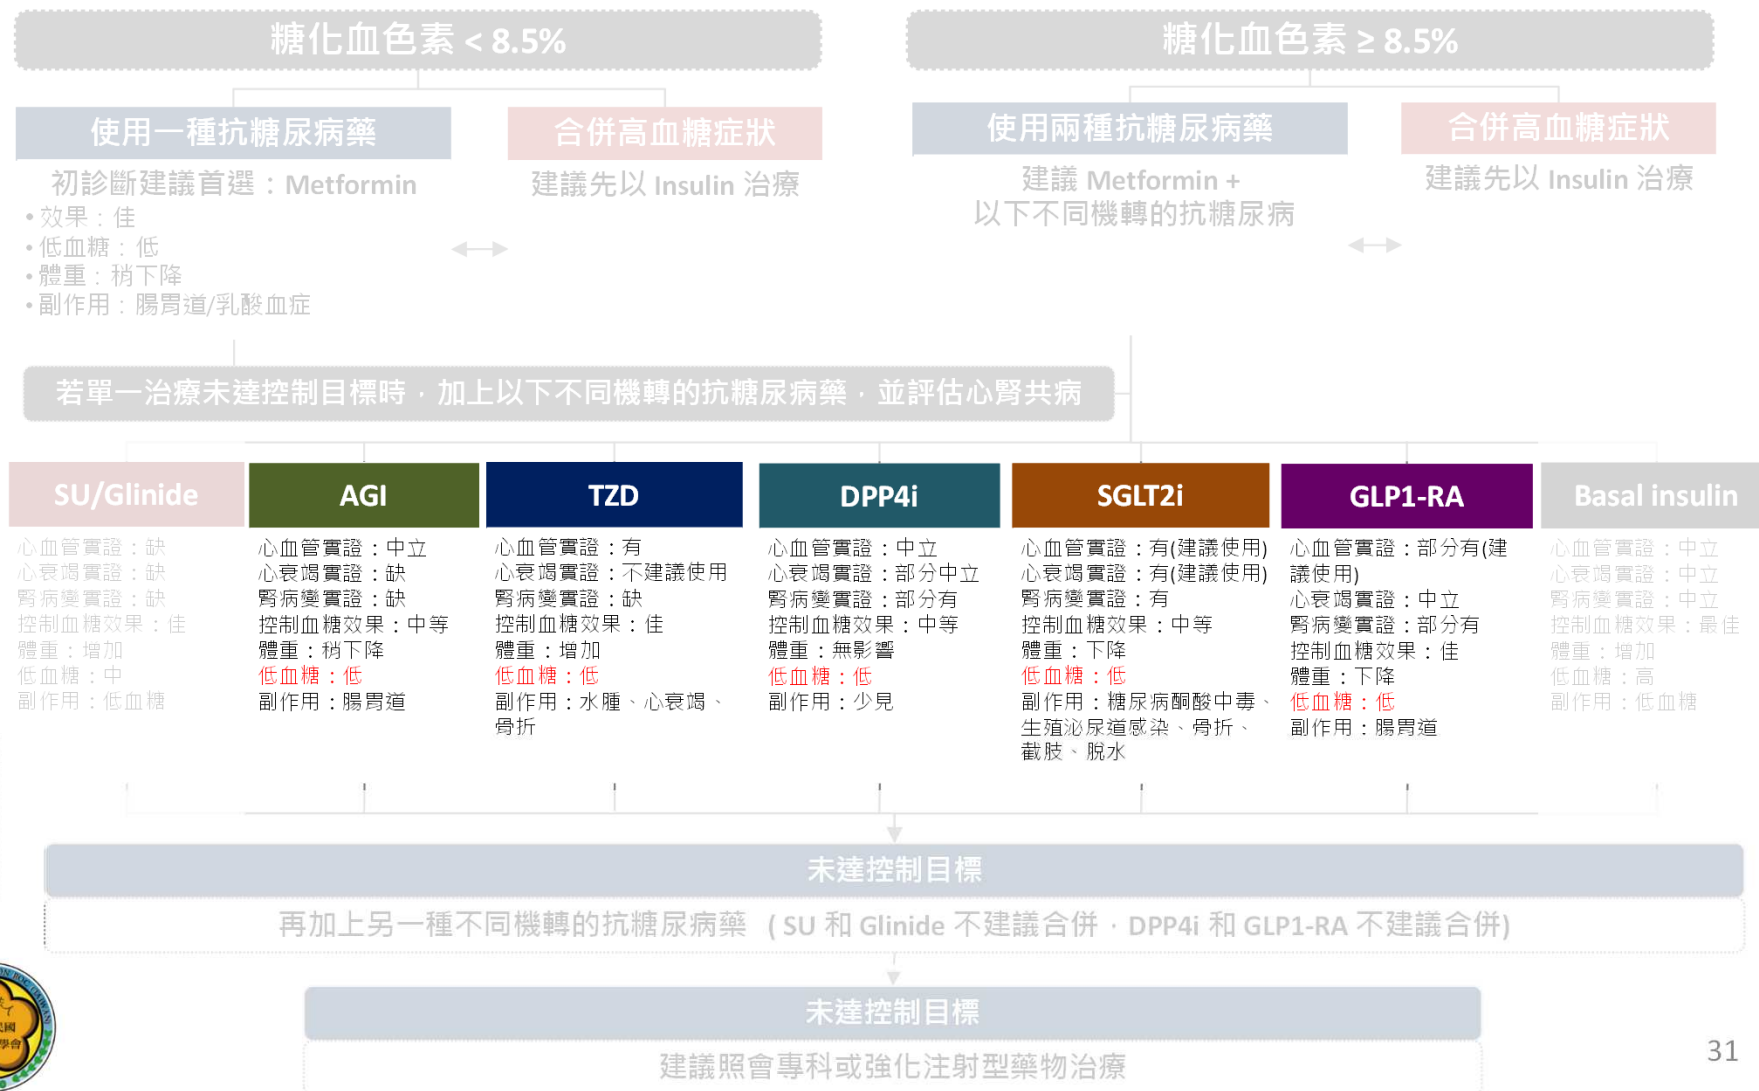 糖化血色素 < 8.5%
糖化血色素 ≥ 8.5%
使用一種抗糖尿病藥
合併高血糖症狀
使用兩種抗糖尿病藥
合併高血糖症狀
初診斷建議首選：Metformin
• 效果：佳
• 低血糖：低
• 體重：稍下降
• 副作用：腸胃道/乳酸血症
建議先以 Insulin 治療
建議 Metformin +
以下不同機轉的抗糖尿病
建議先以 Insulin 治療
若單一治療未達控制目標時，加上以下不同機轉的抗糖尿病藥，並評估心腎共病
SU/Glinide
心血管實證：缺
心衰竭實證：缺
腎病變實證：缺
控制血糖效果：佳
體重：增加
低血糖：中
副作用：低血糖
AGI
心血管實證：中立
心衰竭實證：缺
腎病變實證：缺
控制血糖效果：中等
體重：稍下降
低血糖：低
副作用：腸胃道
TZD
心血管實證：有
心衰竭實證：不建議使用
腎病變實證：缺
控制血糖效果：佳
體重：增加
低血糖：低
副作用：水腫、心衰竭、
骨折
DPP4i
心血管實證：中立
心衰竭實證：部分中立
腎病變實證：部分有
控制血糖效果：中等
體重：無影響
低血糖：低
副作用：少見
SGLT2i
心血管實證：有(建議使用)
心衰竭實證：有(建議使用)
腎病變實證：有
控制血糖效果：中等
體重：下降
低血糖：低
副作用：糖尿病酮酸中毒、
生殖泌尿道感染、骨折、
截肢、脫水
GLP1-RA
心血管實證：部分有(建
議使用)
心衰竭實證：中立
腎病變實證：部分有
控制血糖效果：佳
體重：下降
低血糖：低
副作用：腸胃道
Basal insulin
心血管實證：中立
心衰竭實證：中立
腎病變實證：中立
控制血糖效果：最佳
體重：增加
低血糖：高
副作用：低血糖
未達控制目標
再加上另一種不同機轉的抗糖尿病藥 ( SU 和 Glinide 不建議合併，DPP4i 和 GLP1-RA 不建議合併)
未達控制目標
建議照會專科或強化注射型藥物治療
31